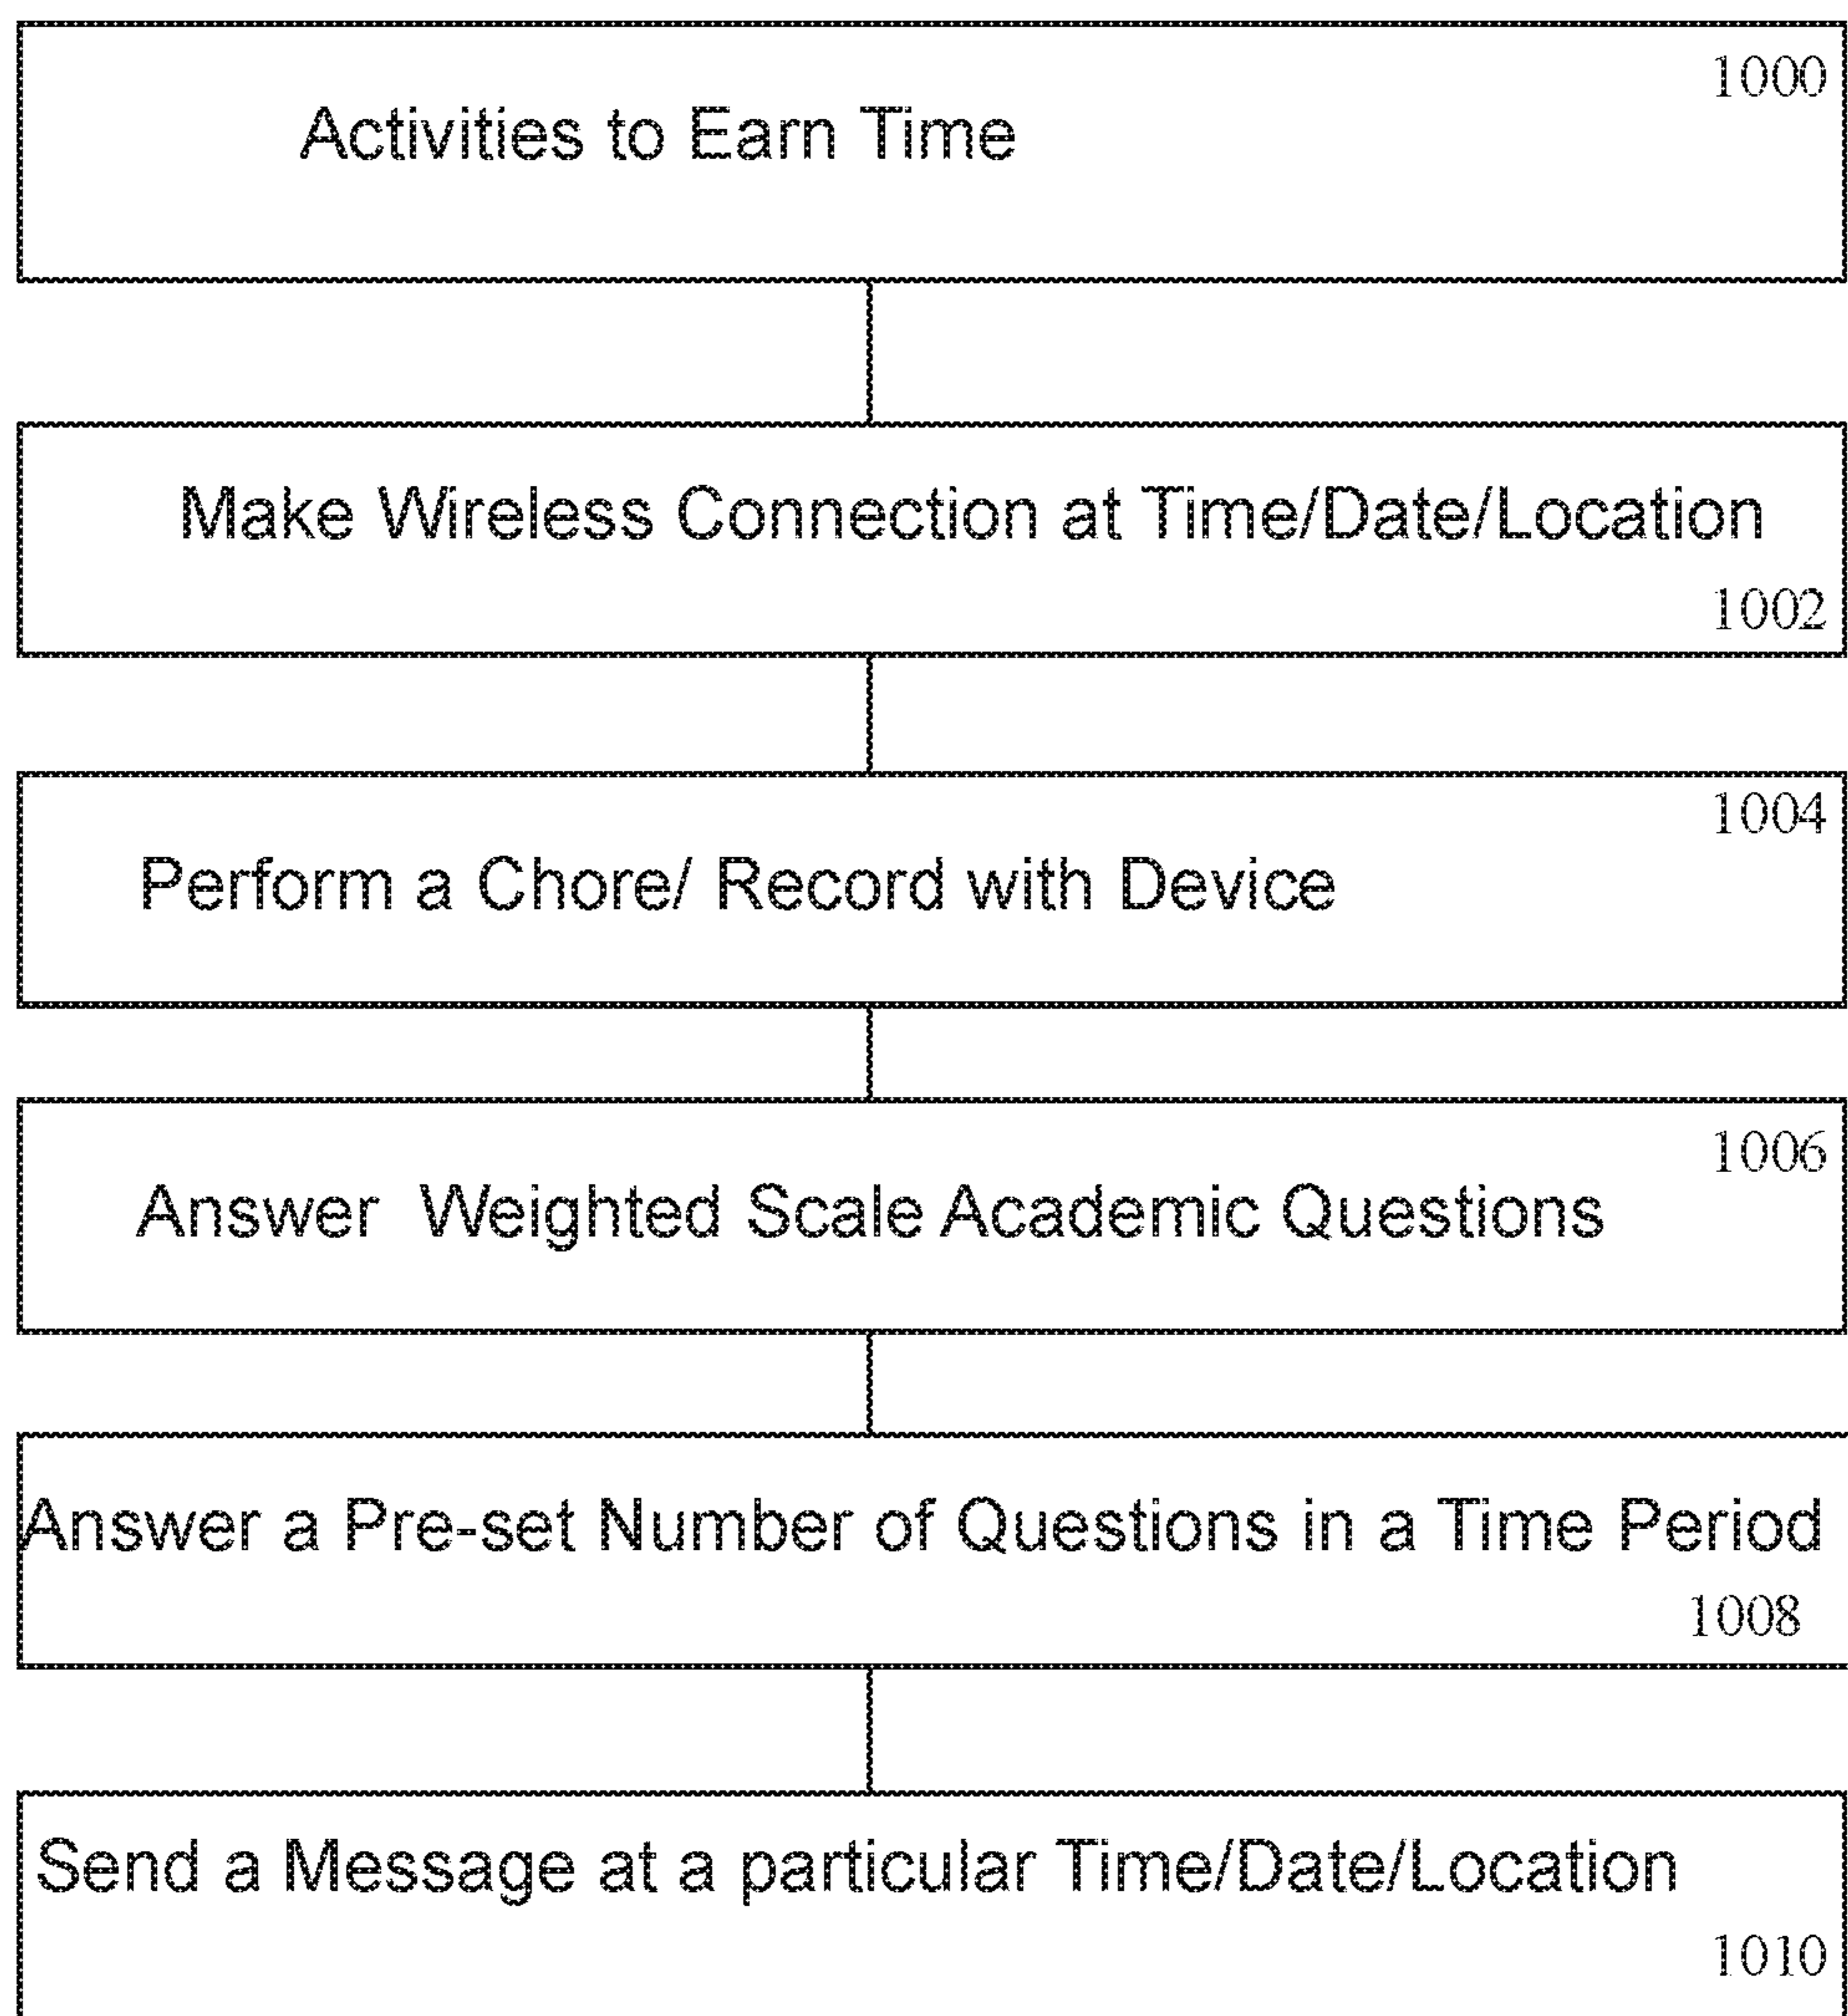 1000
Activities to Earn Time
Make Wireless Connection at Time/Date/Location
1002
1004
Perform a Chore/ Record with Device
1006
Answer Weighted Scale Academic Questions
Answer a Pre-set Number of Questions in a Time Period
1008
Send a Message at a particular Time/Date/Location
1010